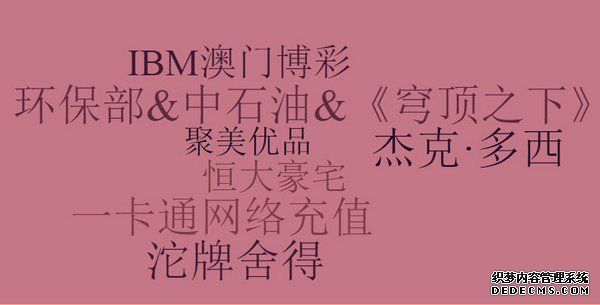 IBM澳门博彩
环保部&中石油&《穹顶之下》
聚美优品
杰克·多西
恒大豪宅
一卡通网络充值
沱牌舍得
织梦内容管理系统
DEDECMS.COM